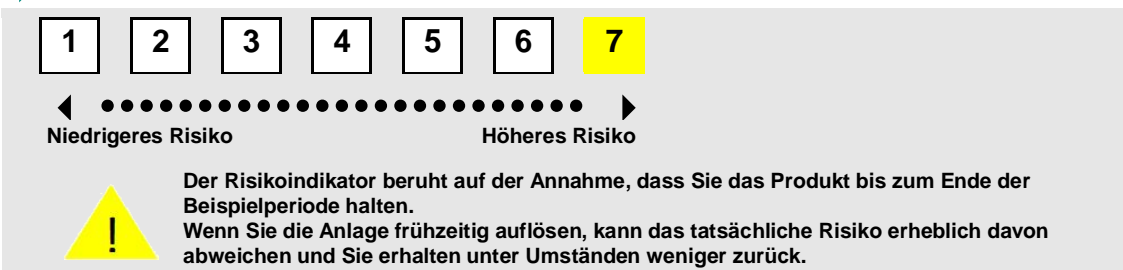 1 2 3 4 5 6 7
Niedrigeres Risiko Höheres Risiko
Der Risikoindikator beruht auf der Annahme, dass Sie das Produkt bis zum Ende der
Beispielperiode halten.
!
Wenn Sie die Anlage frühzeitig auflösen, kann das tatsächliche Risiko erheblich davon
abweichen und Sie erhalten unter Umständen weniger zurück.